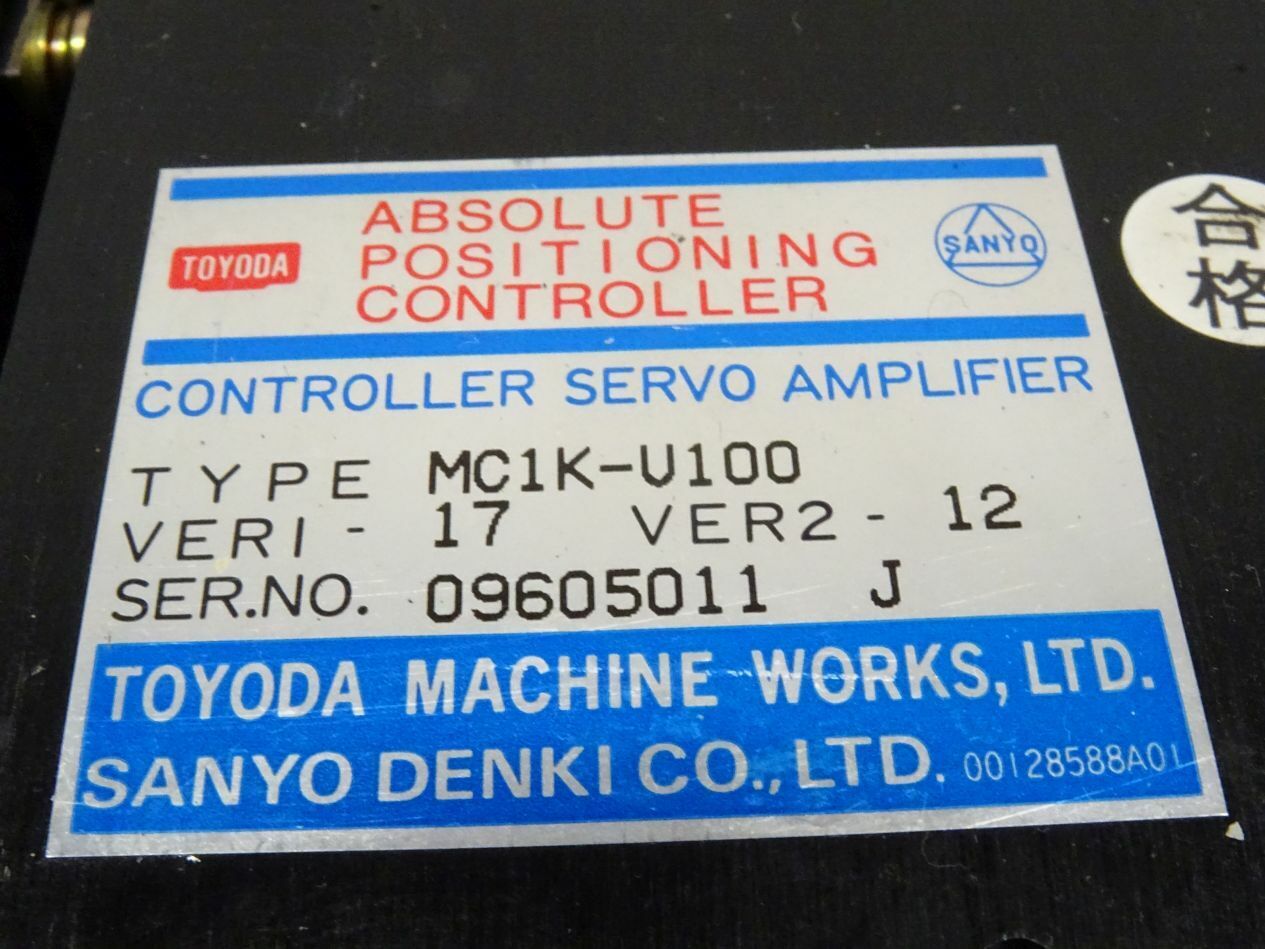 ABSOLUTE
POSITIONING
CONTROLLER
TOYODA
SANYO
合格
CONTROLLER SERVO AMPLIFIER
TYPE MC1K-V100
VER1- 17 VER2- 12
SER.NO. 09605011 J
TOYODA MACHINE WORKS, LTD.
SANYO DENKI CO., LTD. 00128588A01